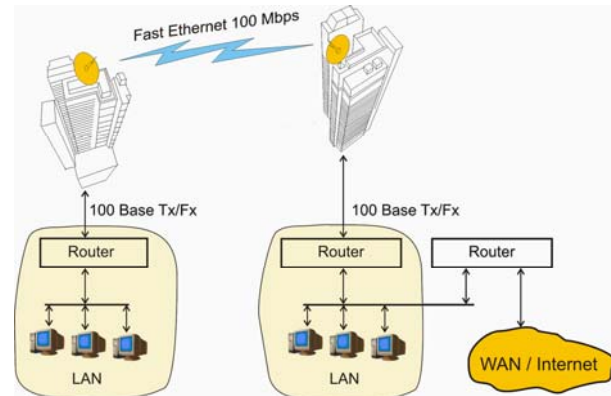 Fast Ethernet 100 Mbps
100 Base Tx/Fx
100 Base Tx/Fx
Router
Router
Router
LAN
LAN
WAN / Internet